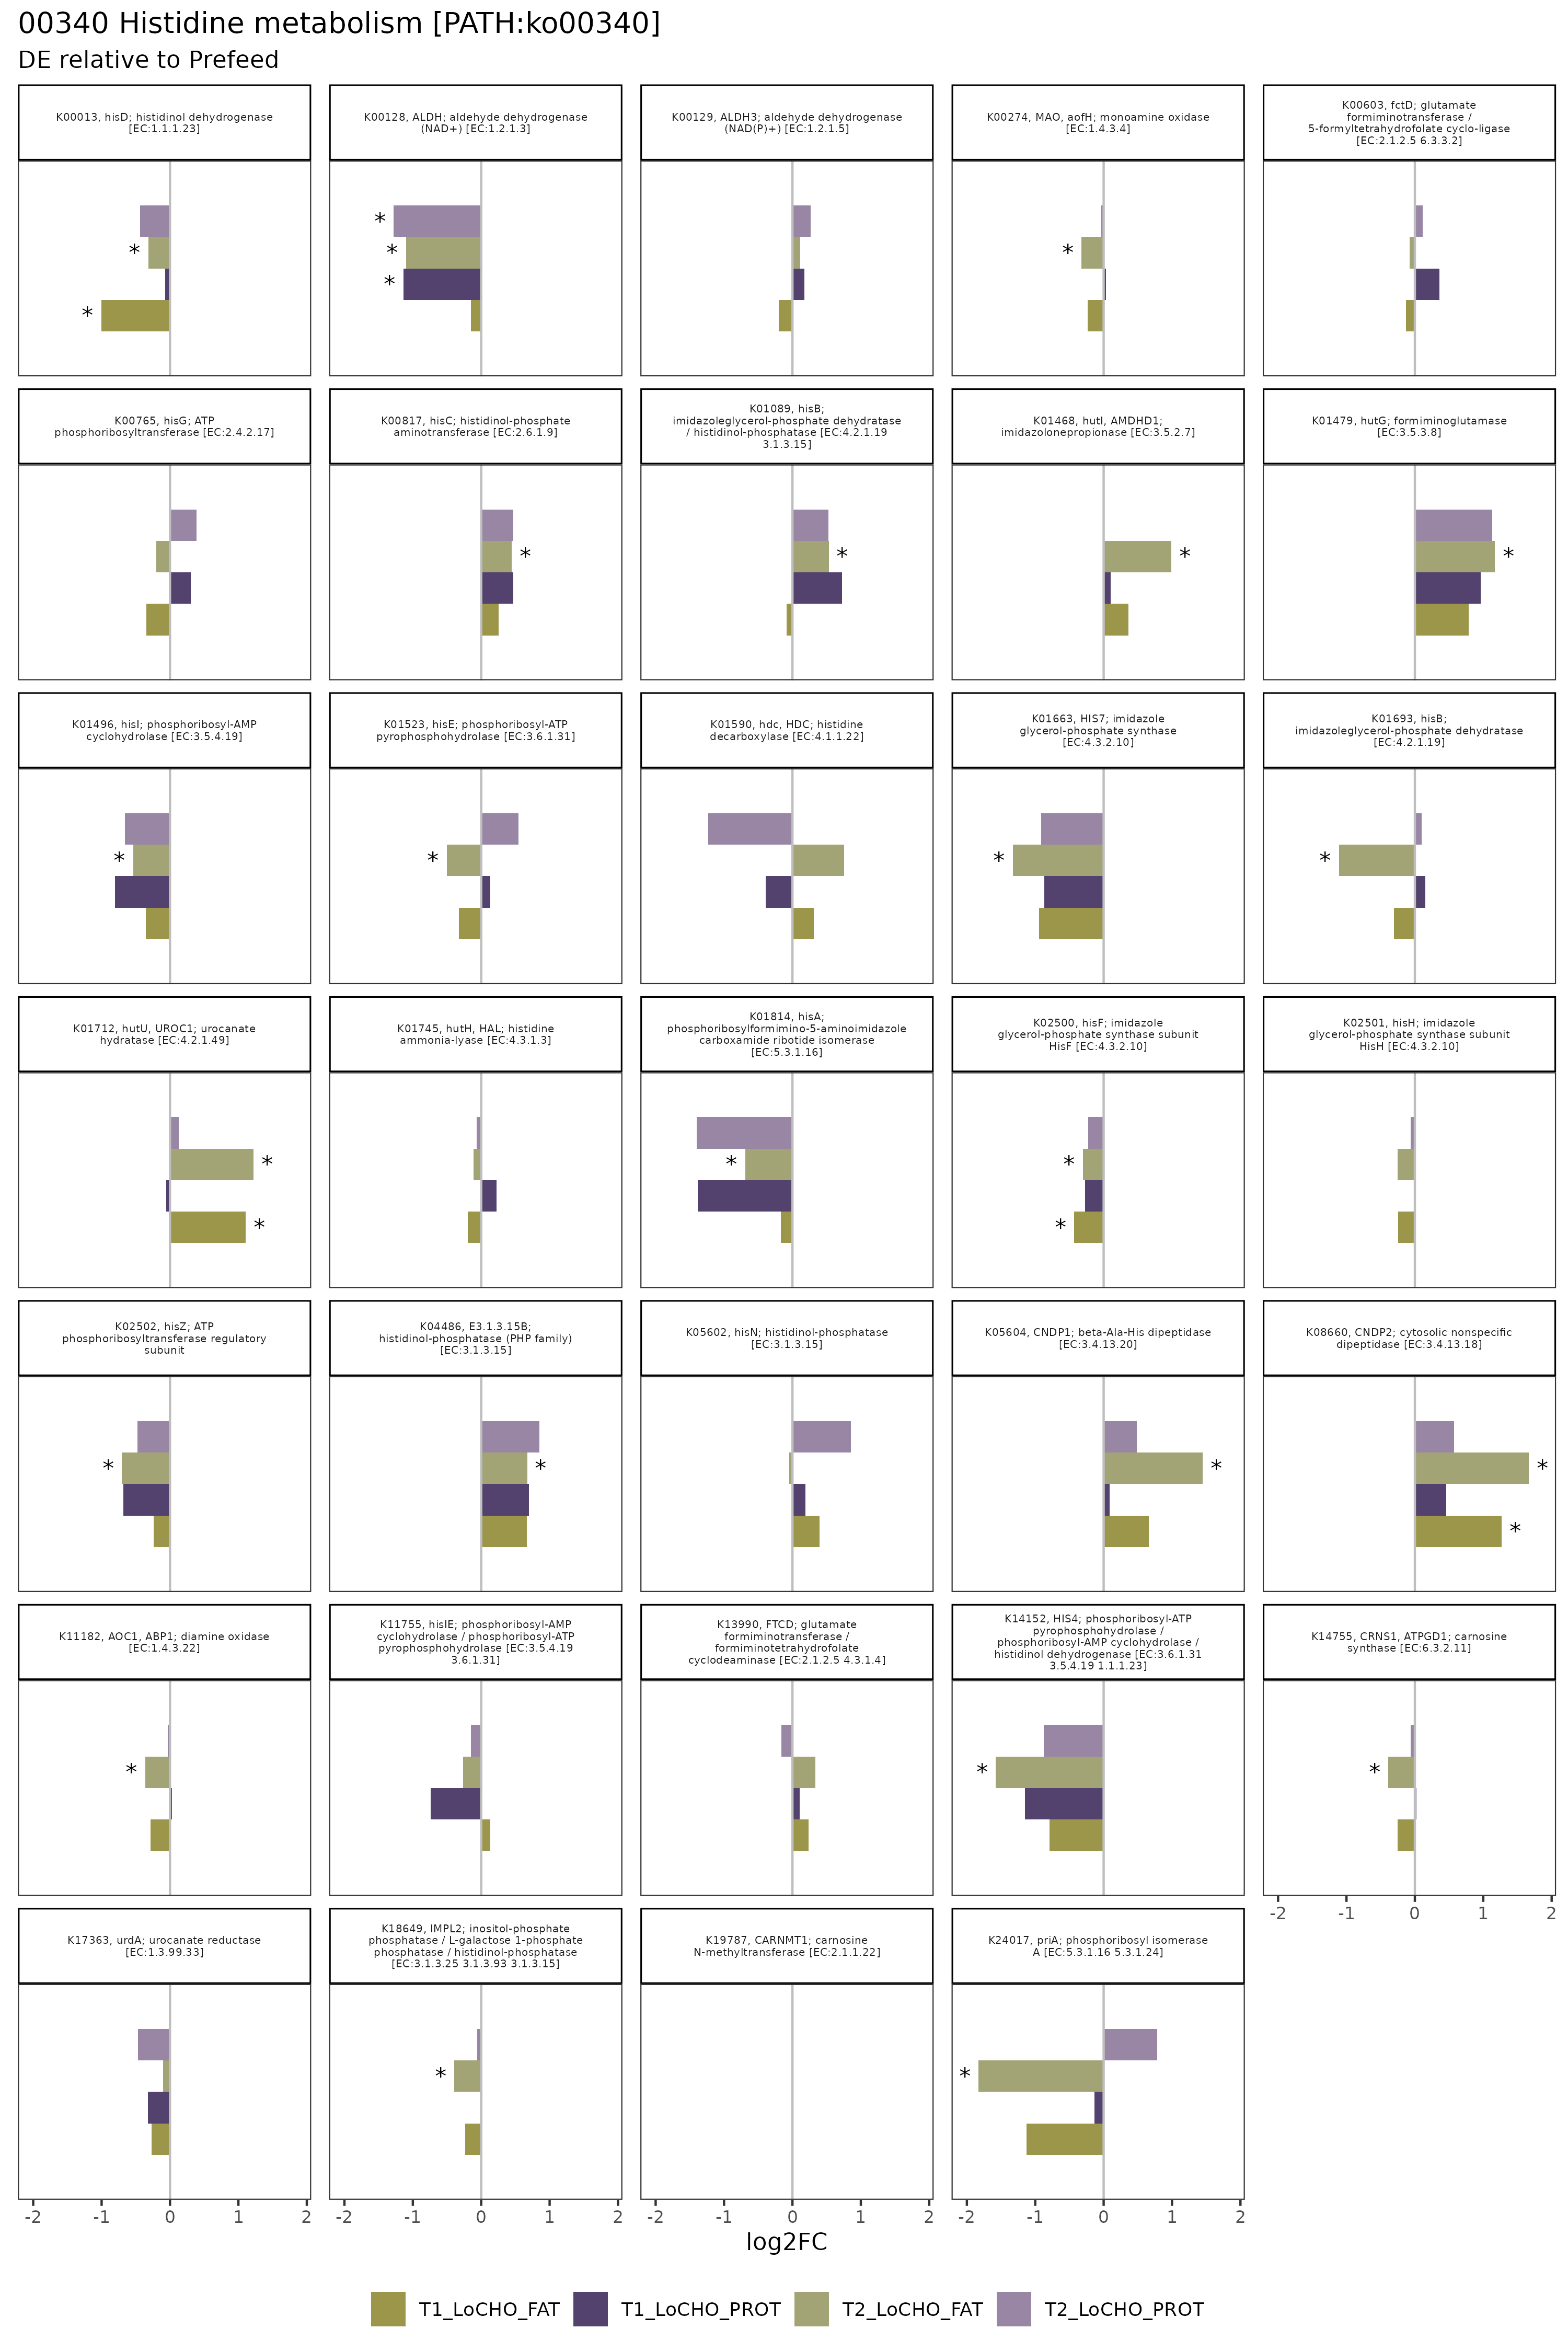 00340 Histidine metabolism [PATH:ko00340]
DE relative to Prefeed
K00013, hisD; histidinol dehydrogenase
[EC:1.1.1.23]
K00128, ALDH; aldehyde dehydrogenase
(NAD+) [EC:1.2.1.3]
K00129, ALDH3; aldehyde dehydrogenase
(NAD(P)+) [EC:1.2.1.5]
K00274, MAO, aofH; monoamine oxidase
[EC:1.4.3.4]
K00603, fctD; glutamate
formiminotransferase /
5-formyltetrahydrofolate cyclo-ligase
[EC:2.1.2.5 6.3.3.2]
*
*
*
*
*
*
K00765, hisG; ATP
phosphoribosyltransferase [EC:2.4.2.17]
K00817, hisC; histidinol-phosphate
aminotransferase [EC:2.6.1.9]
K01089, hisB;
imidazoleglycerol-phosphate dehydratase
/ histidinol-phosphatase [EC:4.2.1.19
3.1.3.15]
K01468, hutI, AMDHD1;
imidazolonepropionase [EC:3.5.2.7]
K01479, hutG; formiminoglutamase
[EC:3.5.3.8]
*
*
*
*
K01496, hisI; phosphoribosyl-AMP
cyclohydrolase [EC:3.5.4.19]
K01523, hisE; phosphoribosyl-ATP
pyrophosphohydrolase [EC:3.6.1.31]
K01590, hdc, HDC; histidine
decarboxylase [EC:4.1.1.22]
K01663, HIS7; imidazole
glycerol-phosphate synthase
[EC:4.3.2.10]
K01693, hisB;
imidazoleglycerol-phosphate dehydratase
[EC:4.2.1.19]
*
*
*
*
K01712, hutU, UROC1; urocanate
hydratase [EC:4.2.1.49]
K01745, hutH, HAL; histidine
ammonia-lyase [EC:4.3.1.3]
K01814, hisA;
phosphoribosylformimino-5-aminoimidazole
carboxamide ribotide isomerase
[EC:5.3.1.16]
K02500, hisF; imidazole
glycerol-phosphate synthase subunit
HisF [EC:4.3.2.10]
K02501, hisH; imidazole
glycerol-phosphate synthase subunit
HisH [EC:4.3.2.10]
*
*
*
*
*
K02502, hisZ; ATP
phosphoribosyltransferase regulatory
subunit
K04486, E3.1.3.15B;
histidinol-phosphatase (PHP family)
[EC:3.1.3.15]
K05602, hisN; histidinol-phosphatase
[EC:3.1.3.15]
K05604, CNDP1; beta-Ala-His dipeptidase
[EC:3.4.13.20]
K08660, CNDP2; cytosolic nonspecific
dipeptidase [EC:3.4.13.18]
*
*
*
*
*
K11182, AOC1, ABP1; diamine oxidase
[EC:1.4.3.22]
K11755, hisIE; phosphoribosyl-AMP
cyclohydrolase / phosphoribosyl-ATP
pyrophosphohydrolase [EC:3.5.4.19
3.6.1.31]
K13990, FTCD; glutamate
formiminotransferase /
formiminotetrahydrofolate
cyclodeaminase [EC:2.1.2.5 4.3.1.4]
K14152, HIS4; phosphoribosyl-ATP
pyrophosphohydrolase /
phosphoribosyl-AMP cyclohydrolase /
histidinol dehydrogenase [EC:3.6.1.31
3.5.4.19 1.1.1.23]
K14755, CRNS1, ATPGD1; carnosine
synthase [EC:6.3.2.11]
*
*
*
-2 -1 0 1 2
K17363, urdA; urocanate reductase
[EC:1.3.99.33]
K18649, IMPL2; inositol-phosphate
phosphatase / L-galactose 1-phosphate
phosphatase / histidinol-phosphatase
[EC:3.1.3.25 3.1.3.93 3.1.3.15]
K19787, CARNMT1; carnosine
N-methyltransferase [EC:2.1.1.22]
K24017, priA; phosphoribosyl isomerase
A [EC:5.3.1.16 5.3.1.24]
*
*
-2 -1 0 1 2
-2 -1 0 1 2
-2 -1 0 1 2
-2 -1 0 1 2
log2FC
T1_LoCHO_FAT T1_LoCHO_PROT T2_LoCHO_FAT T2_LoCHO_PROT